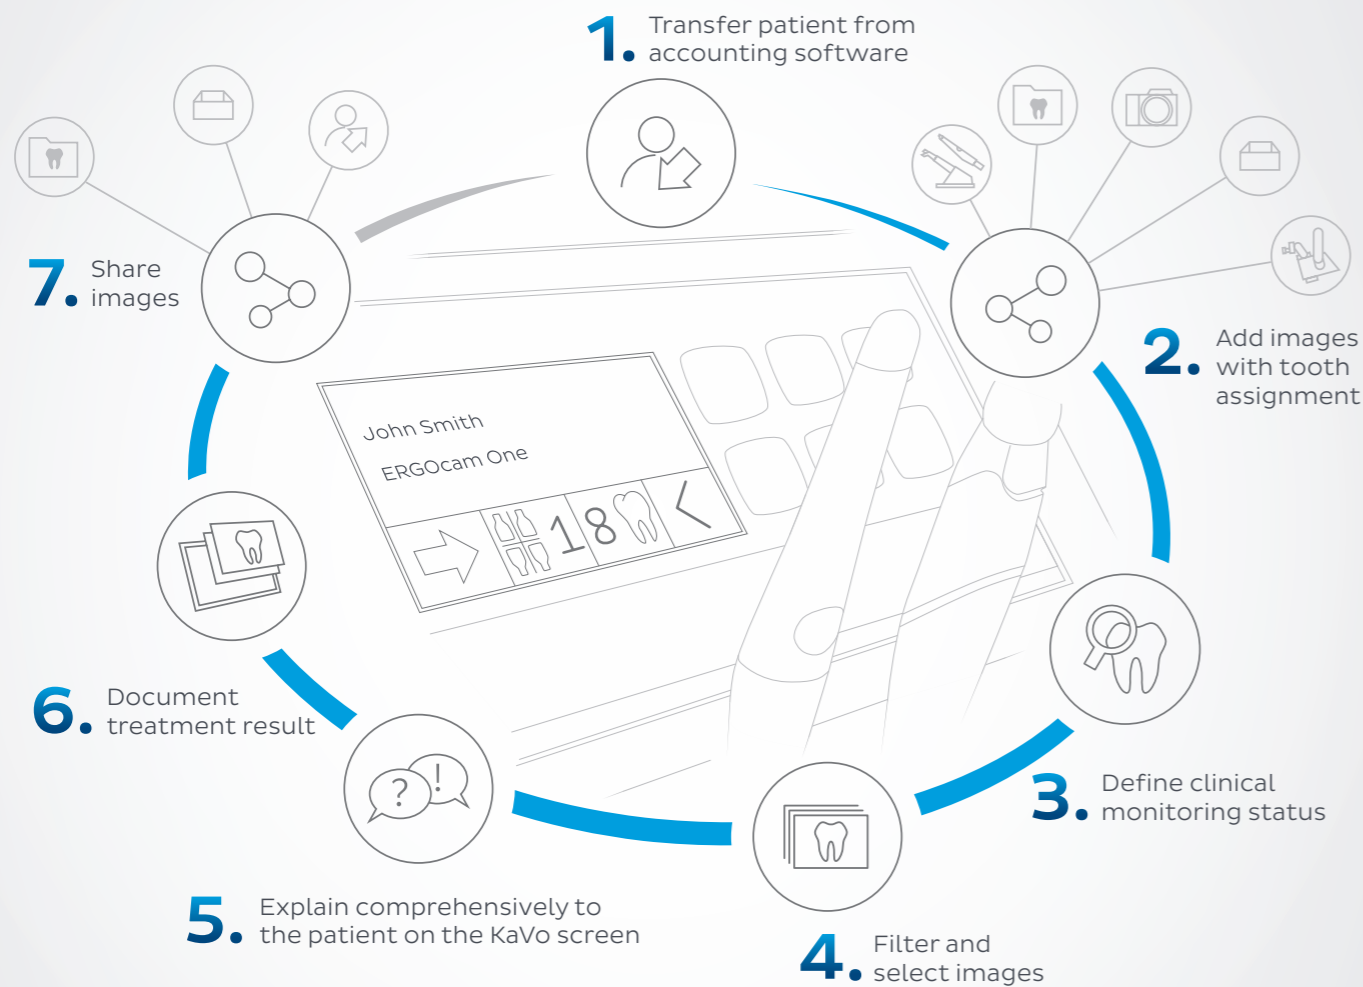 1. Transfer patient from
accounting software
2. Add images
with tooth
assignment
3. Define clinical
monitoring status
4. Filter and
select images
5. Explain comprehensively to
the patient on the KaVo screen
6. Document
treatment result
7. Share
images
John Smith
ERGOcam One
18
?
!